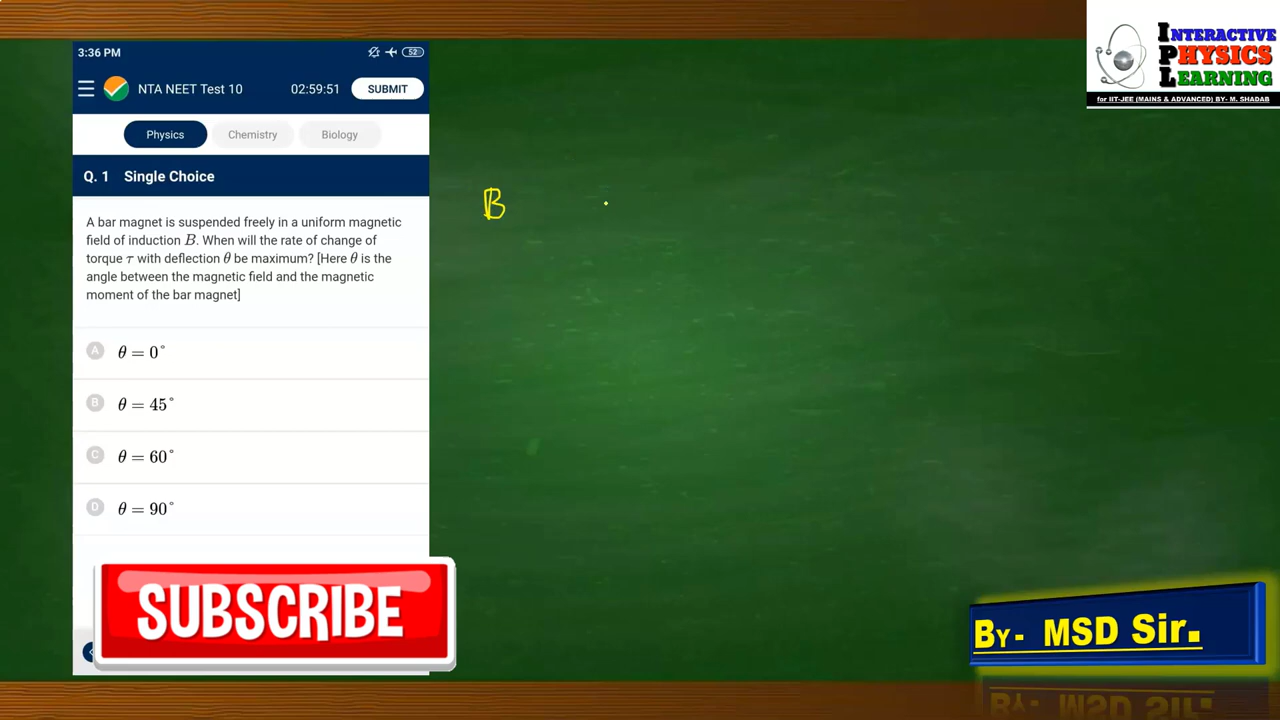 3:36 PM
52
NTA NEET Test 10
02:59:51
SUBMIT
Physics
Chemistry
Biology
Q. 1 Single Choice
A bar magnet is suspended freely in a uniform magnetic
field of induction B. When will the rate of change of
torque τ with deflection θ be maximum? [Here θ is the
angle between the magnetic field and the magnetic
moment of the bar magnet]
A θ = 0°
B θ = 45°
C θ = 60°
D θ = 90°
SUBSCRIBE
B
INTERACTIVE
PHYSICS
LEARNING
for IIT-JEE (MAINS & ADVANCED) BY- M. SHADAB
BY- MSD Sir.